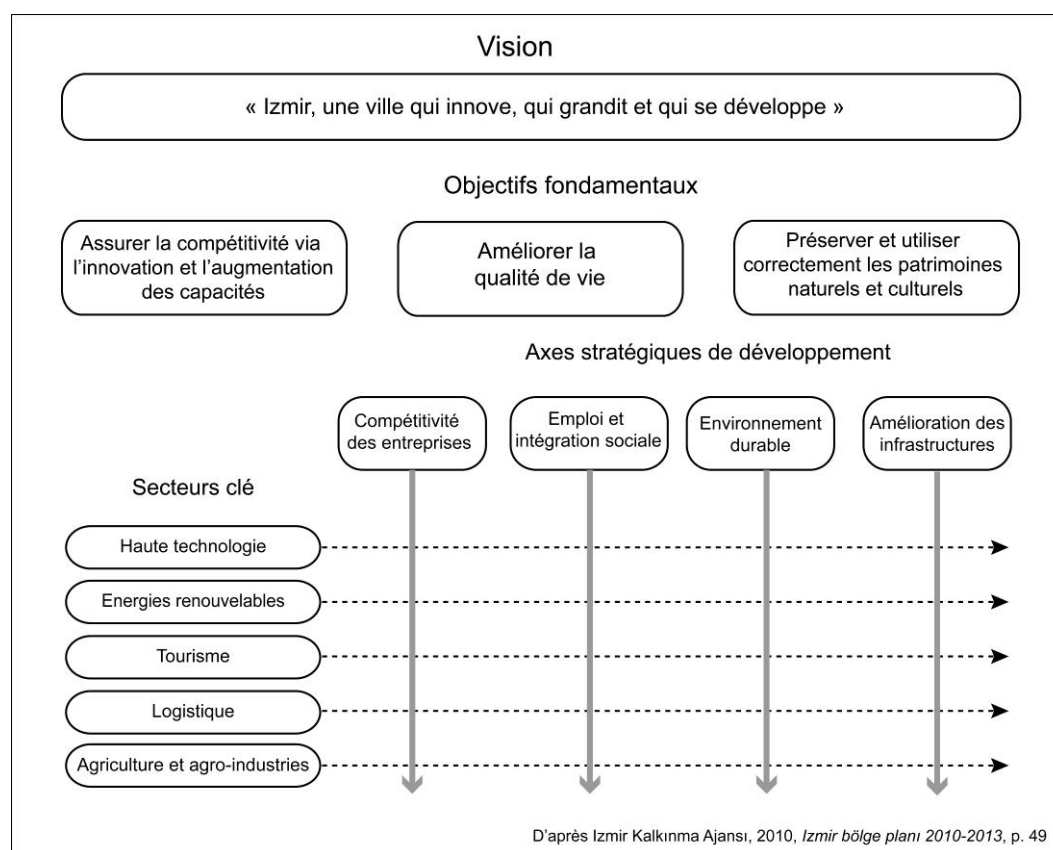 Vision
« Izmir, une ville qui innove, qui grandit et qui se développe »
Objectifs fondamentaux
Assurer la compétitivité via
l'innovation et l'augmentation
des capacités
Améliorer la
qualité de vie
Préserver et utiliser
correctement les patrimoines
naturels et culturels
Axes stratégiques de développement
Compétitivité
des entreprises
Emploi et
intégration sociale
Environnement
durable
Amélioration des
infrastructures
Secteurs clé
Haute technologie
Energies renouvelables
Tourisme
Logistique
Agriculture et agro-industries
D'après Izmir Kalkınma Ajansı, 2010, Izmir bölge planı 2010-2013, p. 49